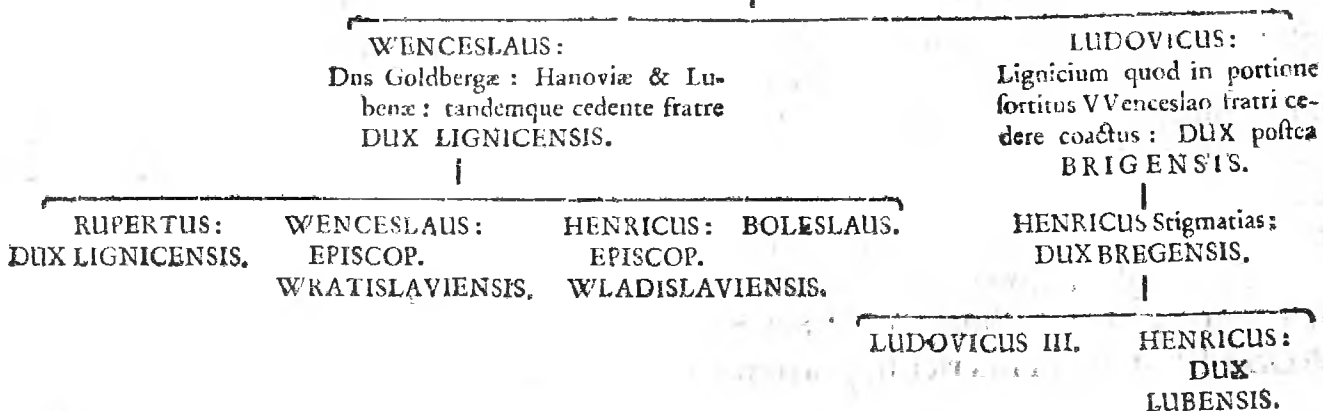 WENCESLAUS:
Dns Goldbergæ : Hanoviæ & Lu-
benæ : tandemque cedente fratre
DUX LIGNICENSIS.
LUDOVICUS:
Lignicium quod in portione
ſortitus VVenceslao fratri ce-
dere coactus : DUX poſtea
BRIGENSIS.
RUPERTUS:
DUX LIGNICENSIS.
WENCESLAUS:
EPISCOP.
WRATISLAVIENSIS.
HENRICUS:
EPISCOP.
WLADISLAVIENSIS.
BOLESLAUS.
HENRICUS Stigmatias:
DUX BREGENSIS.
LUDOVICUS III.
HENRICUS:
DUX
LUBENSIS.